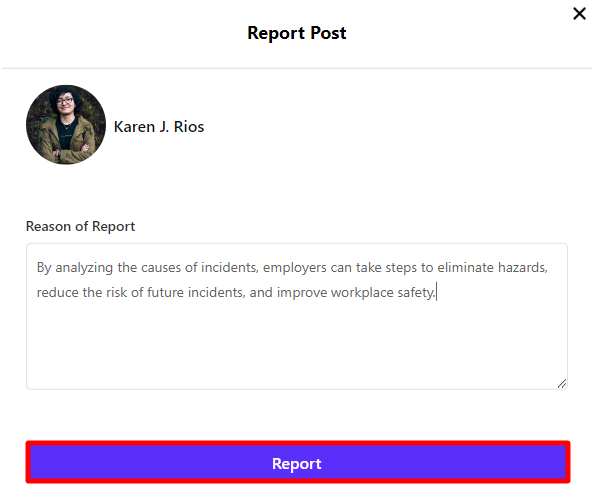 Report Post
Karen J. Rios
Reason of Report
By analyzing the causes of incidents, employers can take steps to eliminate hazards,
reduce the risk of future incidents, and improve workplace safety.
Report